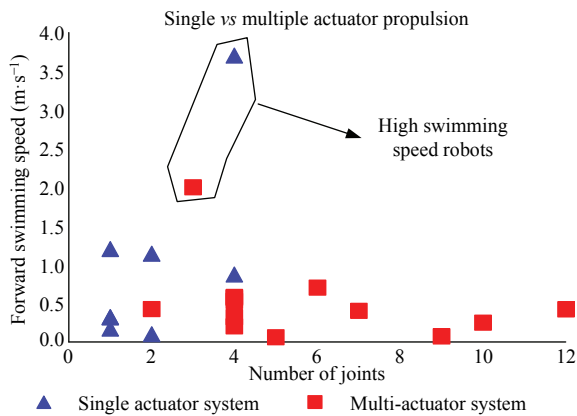 Single vs multiple actuator propulsion
Forward swimming speed (m·s⁻¹)
4.0
3.5
3.0
2.5
2.0
1.5
1.0
0.5
0.0
High swimming
speed robots
0 2 4 6 8 10 12
Number of joints
Single actuator system
Multi-actuator system